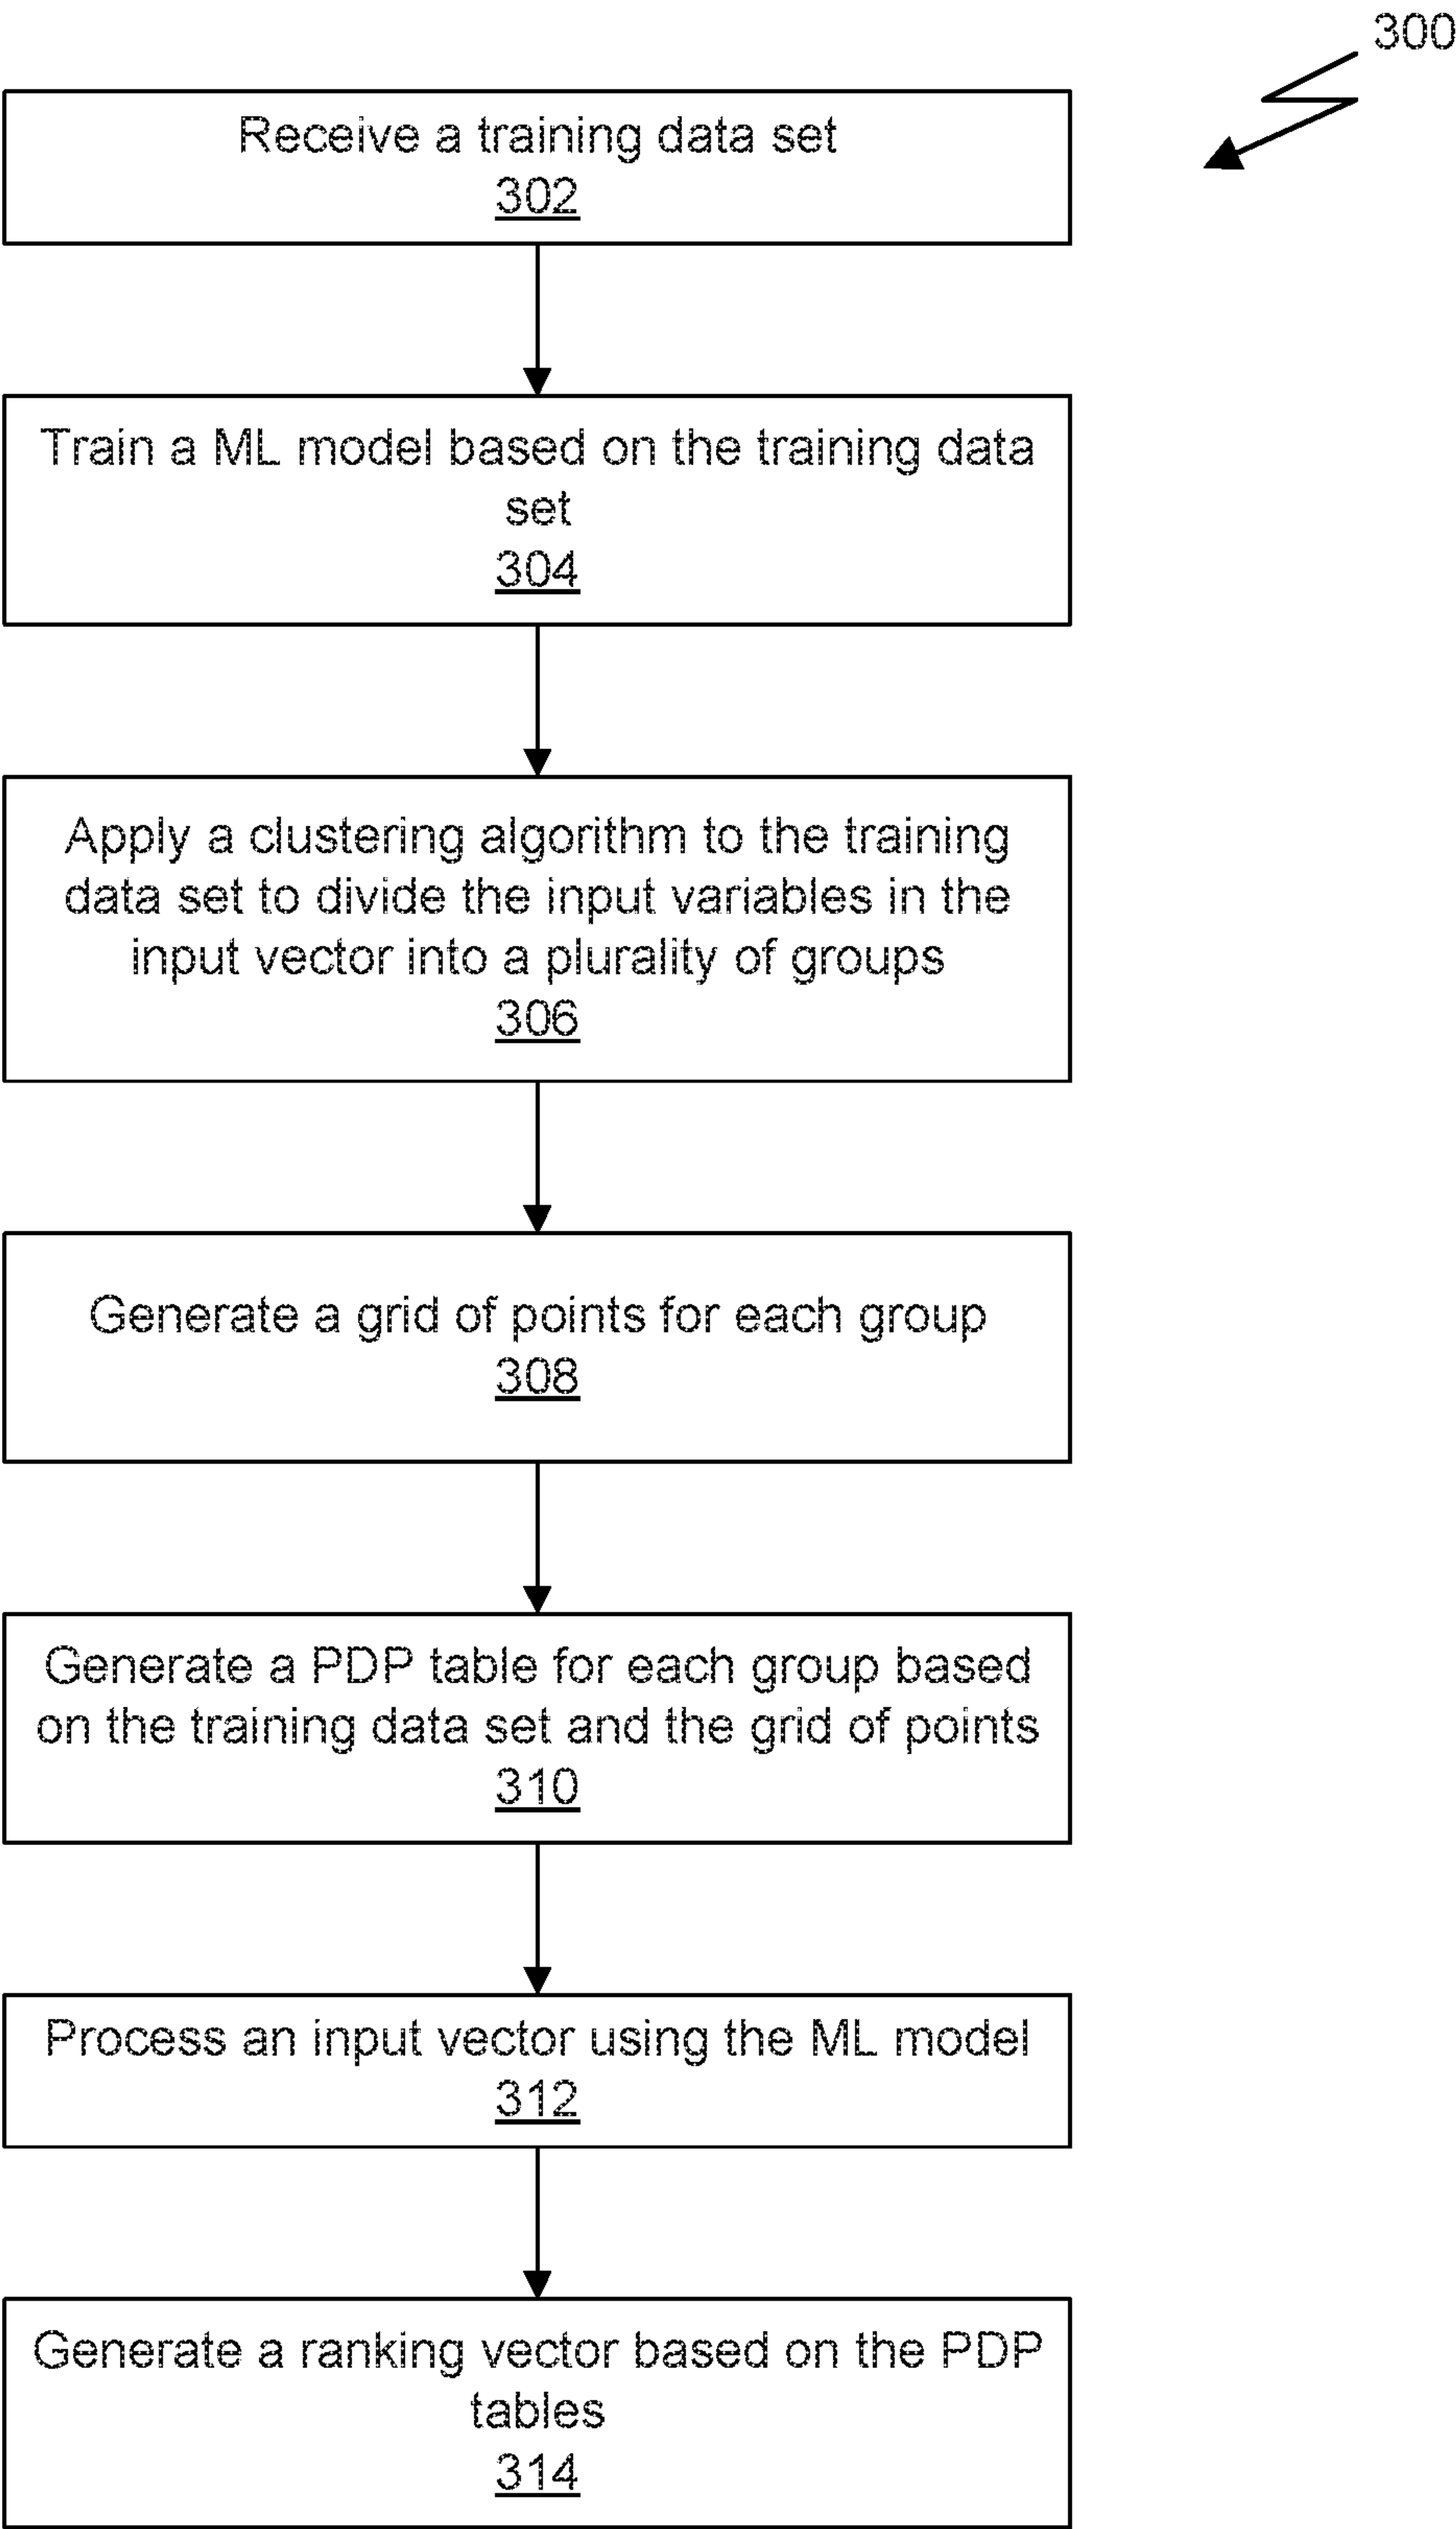 300
Receive a training data set
302
Train a ML model based on the training data
set
304
Apply a clustering algorithm to the training
data set to divide the input variables in the
input vector into a plurality of groups
306
Generate a grid of points for each group
308
Generate a PDP table for each group based
on the training data set and the grid of points
310
Process an input vector using the ML model
312
Generate a ranking vector based on the PDP
tables
314